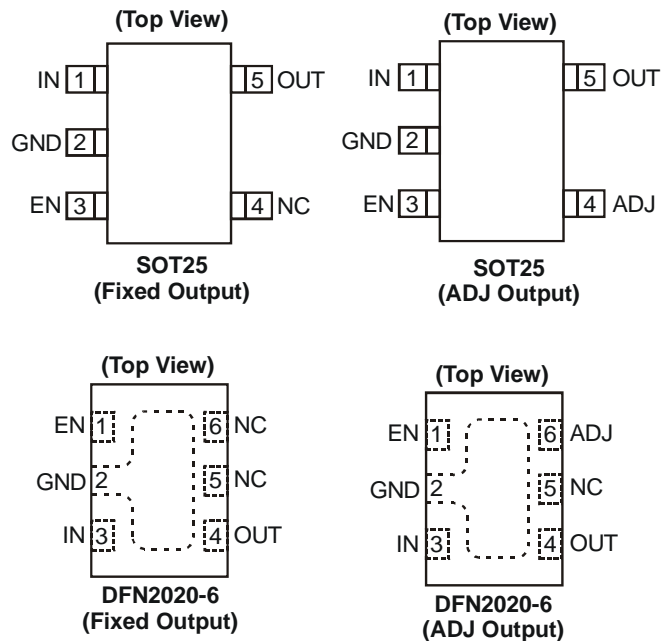 (Top View)
IN 1 5 OUT
GND 2
EN 3 4 NC
SOT25
(Fixed Output)
(Top View)
IN 1 5 OUT
GND 2
EN 3 4 ADJ
SOT25
(ADJ Output)
(Top View)
EN 1 6 NC
GND 2 5 NC
IN 3 4 OUT
DFN2020-6
(Fixed Output)
(Top View)
EN 1 6 ADJ
GND 2 5 NC
IN 3 4 OUT
DFN2020-6
(ADJ Output)